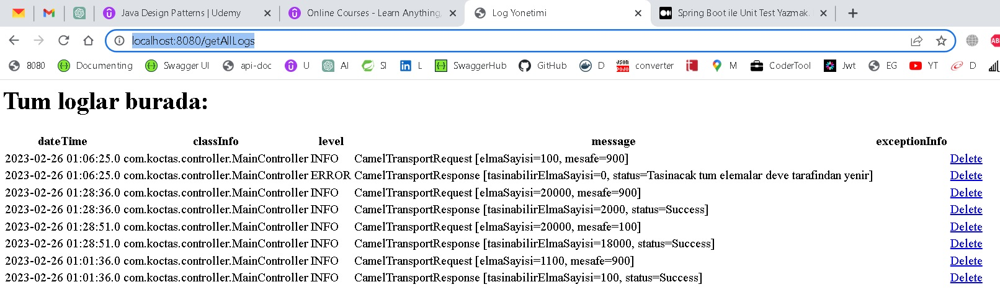 Java Design Patterns | Udemy
Online Courses - Learn Anything,
Log Yonetimi
Spring Boot ile Unit Test Yazmak.
localhost:8080/getAllLogs
ABP
8080 Documenting Swagger UI api-doc U AI SI L SwaggerHub GitHub D converter M CoderTool Jwt EG YT D
JSON
POJO
Tum loglar burada:
dateTime classInfo level message exceptionInfo
2023-02-26 01:06:25.0 com.koctas.controller.MainController INFO CamelTransportRequest [elmaSayisi=100, mesafe=900] Delete
2023-02-26 01:06:25.0 com.koctas.controller.MainController ERROR CamelTransportResponse [tasinabilirElmaSayisi=0, status=Tasinacak tum elemalar deve tarafindan yenir] Delete
2023-02-26 01:28:36.0 com.koctas.controller.MainController INFO CamelTransportRequest [elmaSayisi=20000, mesafe=900] Delete
2023-02-26 01:28:36.0 com.koctas.controller.MainController INFO CamelTransportResponse [tasinabilirElmaSayisi=2000, status=Success] Delete
2023-02-26 01:28:51.0 com.koctas.controller.MainController INFO CamelTransportRequest [elmaSayisi=20000, mesafe=100] Delete
2023-02-26 01:28:51.0 com.koctas.controller.MainController INFO CamelTransportResponse [tasinabilirElmaSayisi=18000, status=Success] Delete
2023-02-26 01:01:36.0 com.koctas.controller.MainController INFO CamelTransportRequest [elmaSayisi=1100, mesafe=900] Delete
2023-02-26 01:01:36.0 com.koctas.controller.MainController INFO CamelTransportResponse [tasinabilirElmaSayisi=100, status=Success] Delete